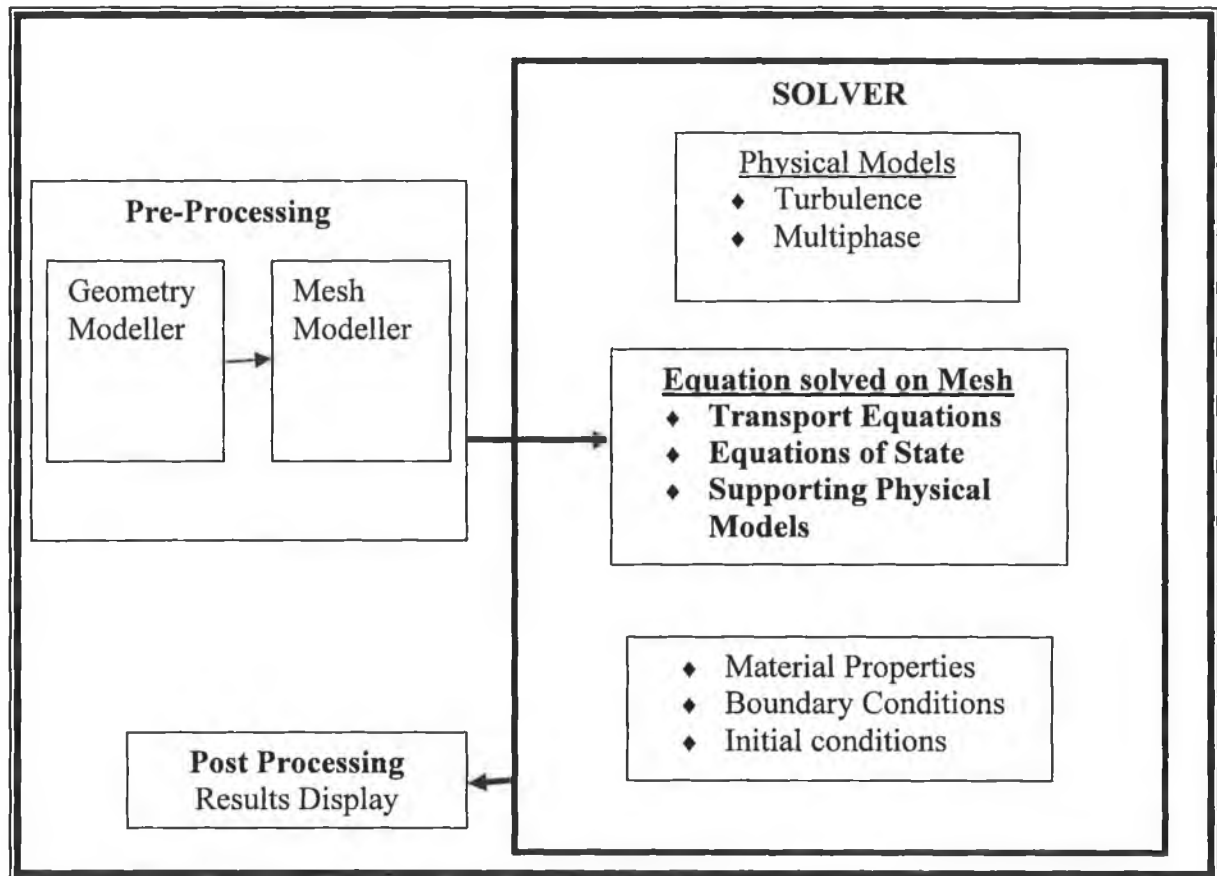 Pre-Processing
Geometry
Modeller
Mesh
Modeller
SOLVER
Physical Models
♦ Turbulence
♦ Multiphase
Equation solved on Mesh
♦ Transport Equations
♦ Equations of State
♦ Supporting Physical
Models
♦ Material Properties
♦ Boundary Conditions
♦ Initial conditions
Post Processing
Results Display